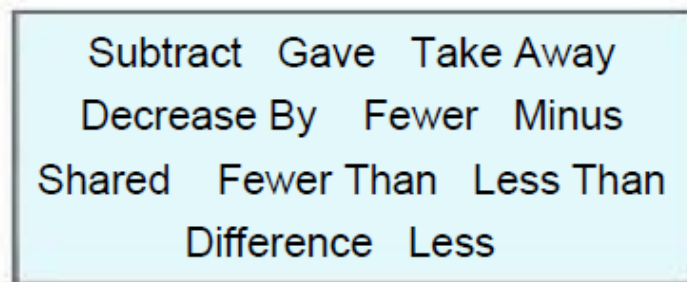 Subtract Gave Take Away
Decrease By Fewer Minus
Shared Fewer Than Less Than
Difference Less